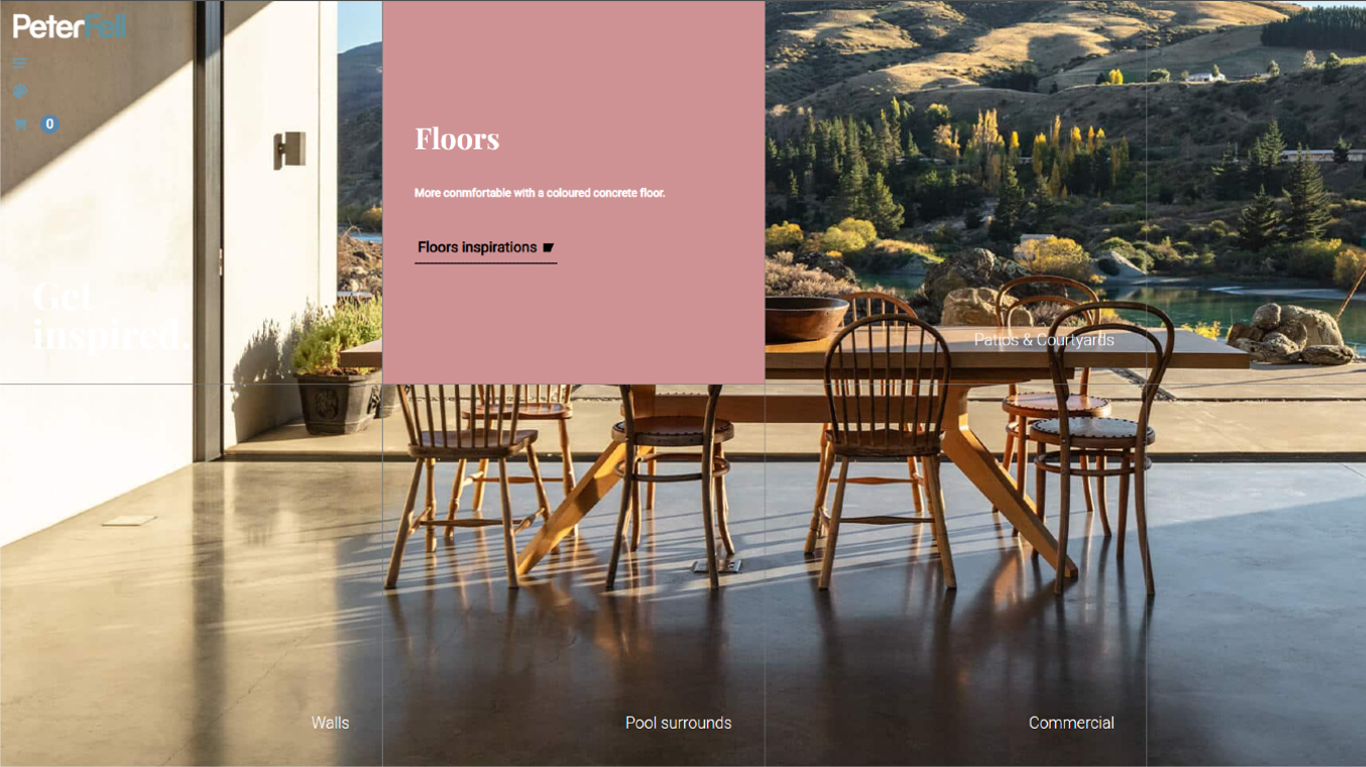 PeterFell
0
Get
inspired.
Floors
More conmfortable with a coloured concrete floor.
Floors inspirations
Patios & Courtyards
Walls
Pool surrounds
Commercial